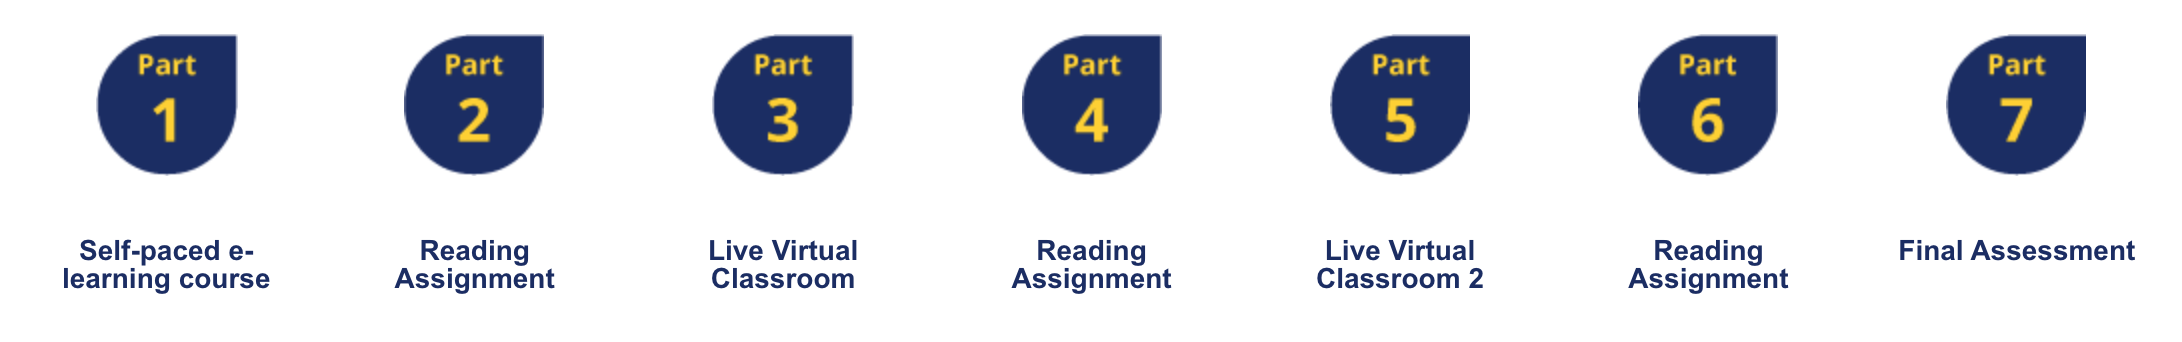 Part
1
Self-paced e-
learning course
Part
2
Reading
Assignment
Part
3
Live Virtual
Classroom
Part
4
Reading
Assignment
Part
5
Live Virtual
Classroom 2
Part
6
Reading
Assignment
Part
7
Final Assessment